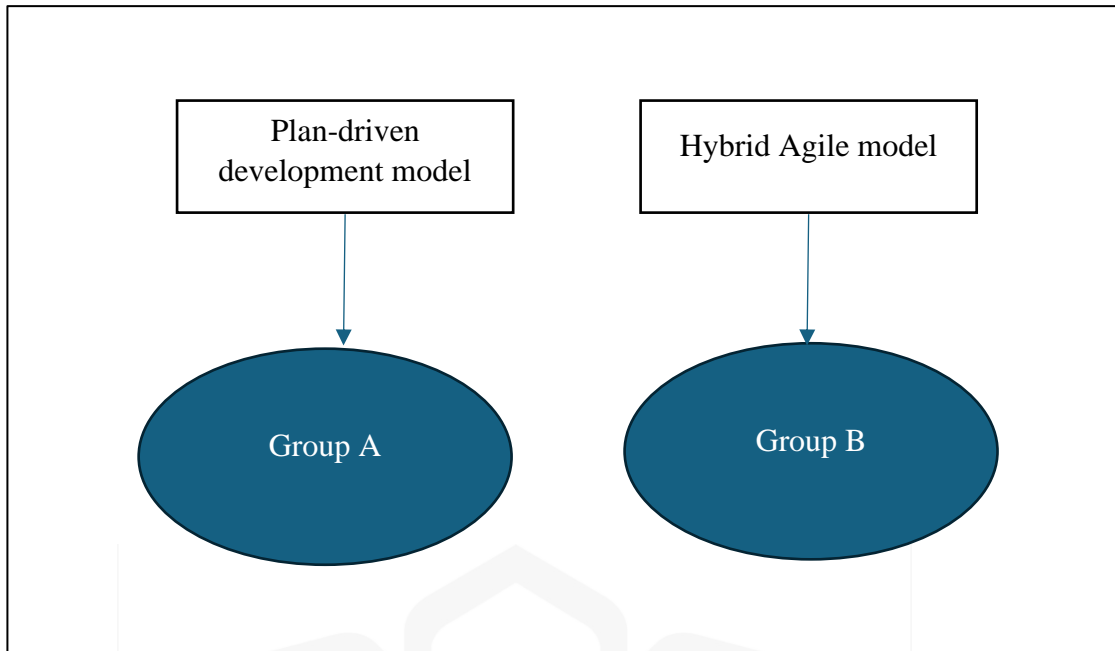 Plan-driven
development model
Hybrid Agile model
Group A
Group B